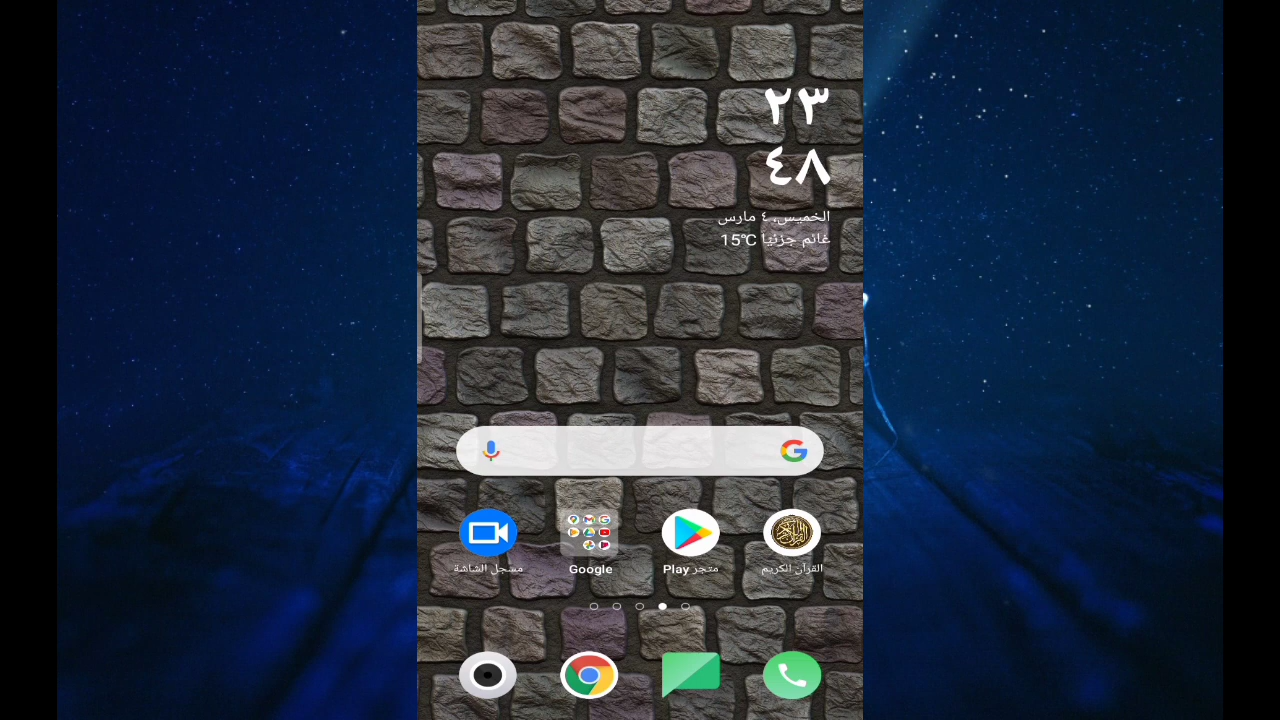 ٢٣
٤٨
الخميس، ٤ مارس
غائم جزئيا 15°C
القرآن الكريم
متجر Play
Google
مسجل الشاشة